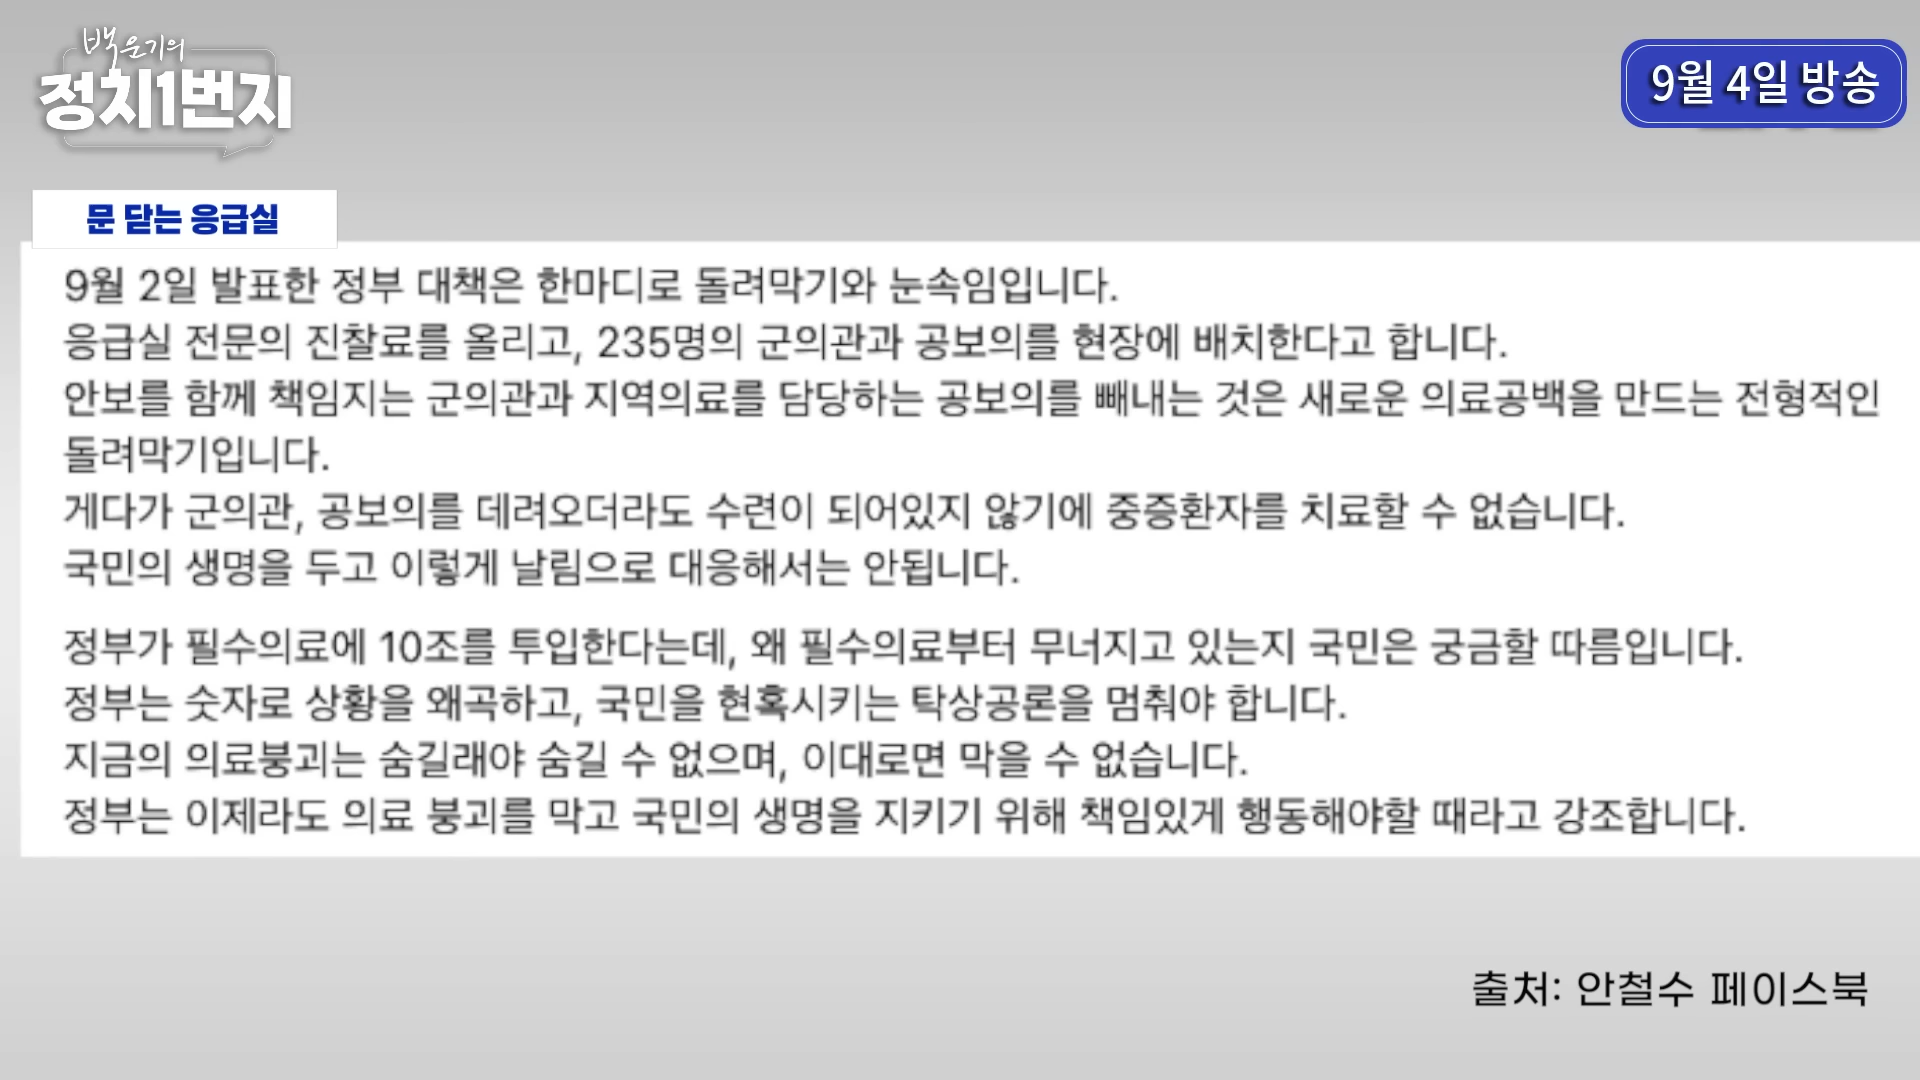 백운기의
정치1번지
9월 4일 방송
문 닫는 응급실
9월 2일 발표한 정부 대책은 한마디로 돌려막기와 눈속임입니다.
응급실 전문의 진찰료를 올리고, 235명의 군의관과 공보의를 현장에 배치한다고 합니다.
안보를 함께 책임지는 군의관과 지역의료를 담당하는 공보의를 빼내는 것은 새로운 의료공백을 만드는 전형적인
돌려막기입니다.
게다가 군의관, 공보의를 데려오더라도 수련이 되어있지 않기에 중증환자를 치료할 수 없습니다.
국민의 생명을 두고 이렇게 날림으로 대응해서는 안됩니다.
정부가 필수의료에 10조를 투입한다는데, 왜 필수의료부터 무너지고 있는지 국민은 궁금할 따름입니다.
정부는 숫자로 상황을 왜곡하고, 국민을 현혹시키는 탁상공론을 멈춰야 합니다.
지금의 의료붕괴는 숨길래야 숨길 수 없으며, 이대로면 막을 수 없습니다.
정부는 이제라도 의료 붕괴를 막고 국민의 생명을 지키기 위해 책임있게 행동해야할 때라고 강조합니다.
출처: 안철수 페이스북